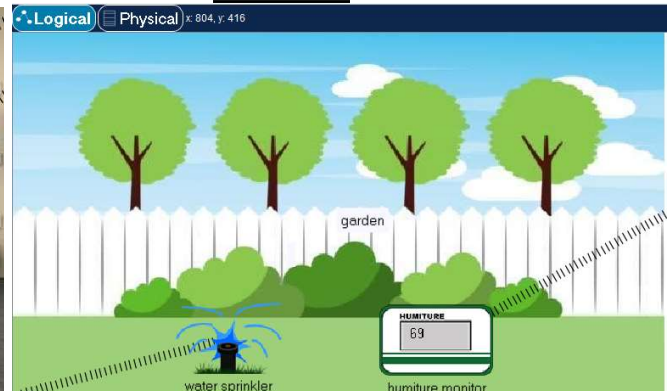 Logical Physical x: 804, y: 416
garden
HUMITURE
69
water sprinkler
humiture monitor